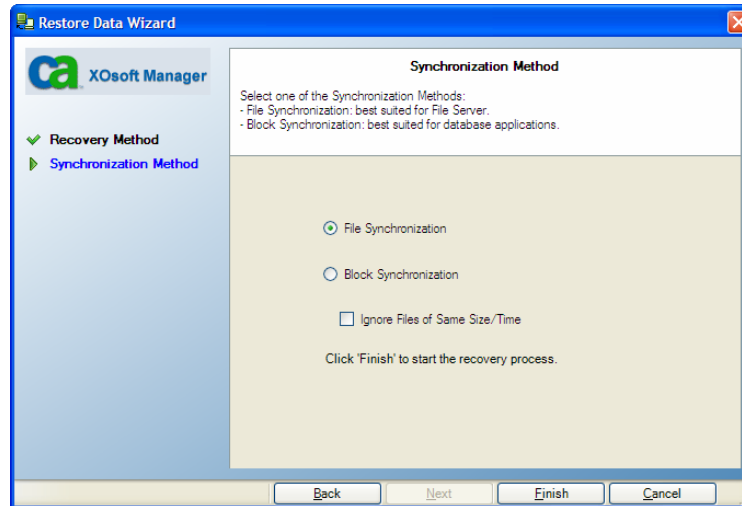 Restore Data Wizard
ca XOsoft Manager
Recovery Method
Synchronization Method
Synchronization Method
Select one of the Synchronization Methods:
- File Synchronization: best suited for File Server.
- Block Synchronization: best suited for database applications.
File Synchronization
Block Synchronization
Ignore Files of Same Size/Time
Click 'Finish' to start the recovery process.
Back
Next
Finish
Cancel